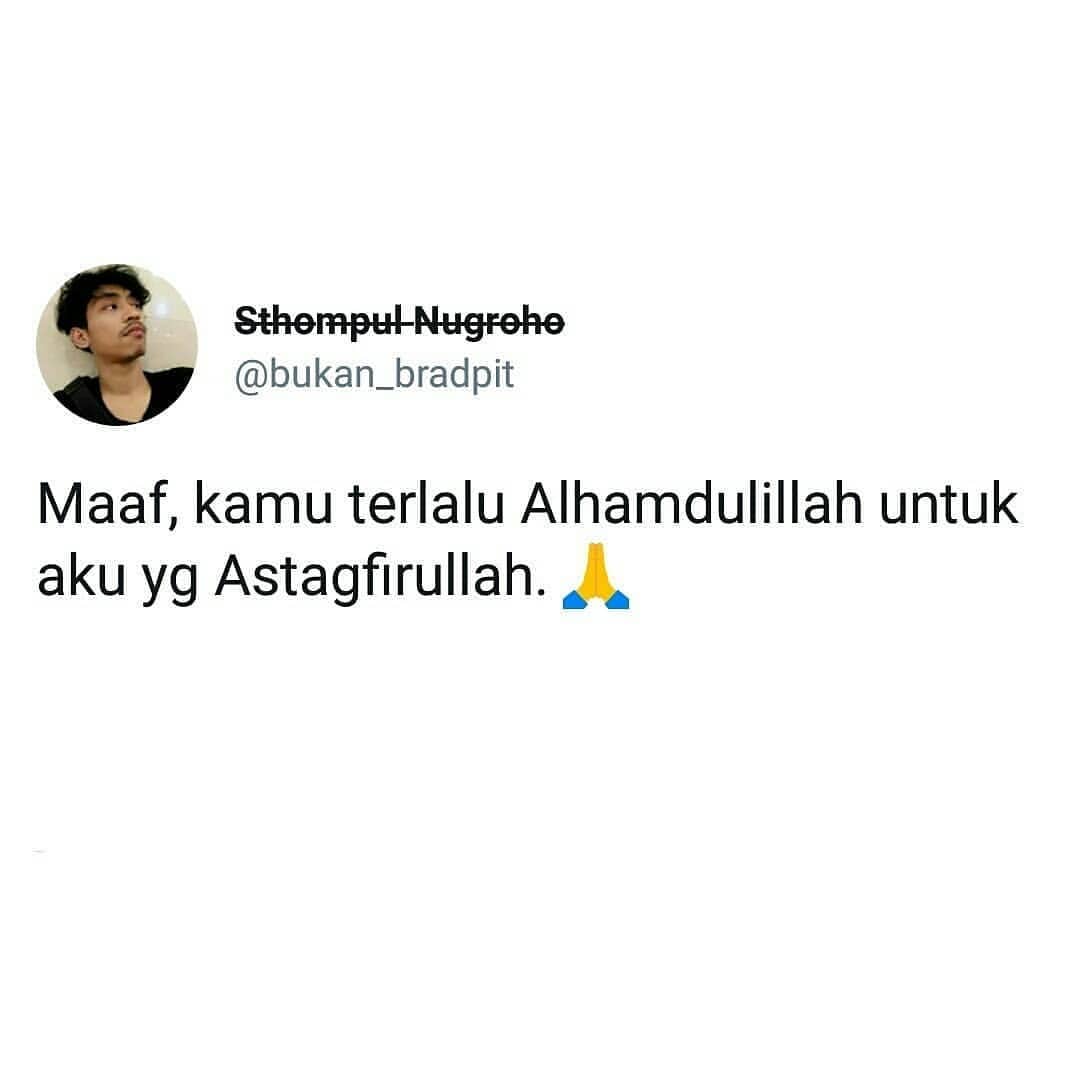 Sthompul Nugroho
@bukan_bradpit
Maaf, kamu terlalu Alhamdulillah untuk
aku yg Astagfirullah. 🙏